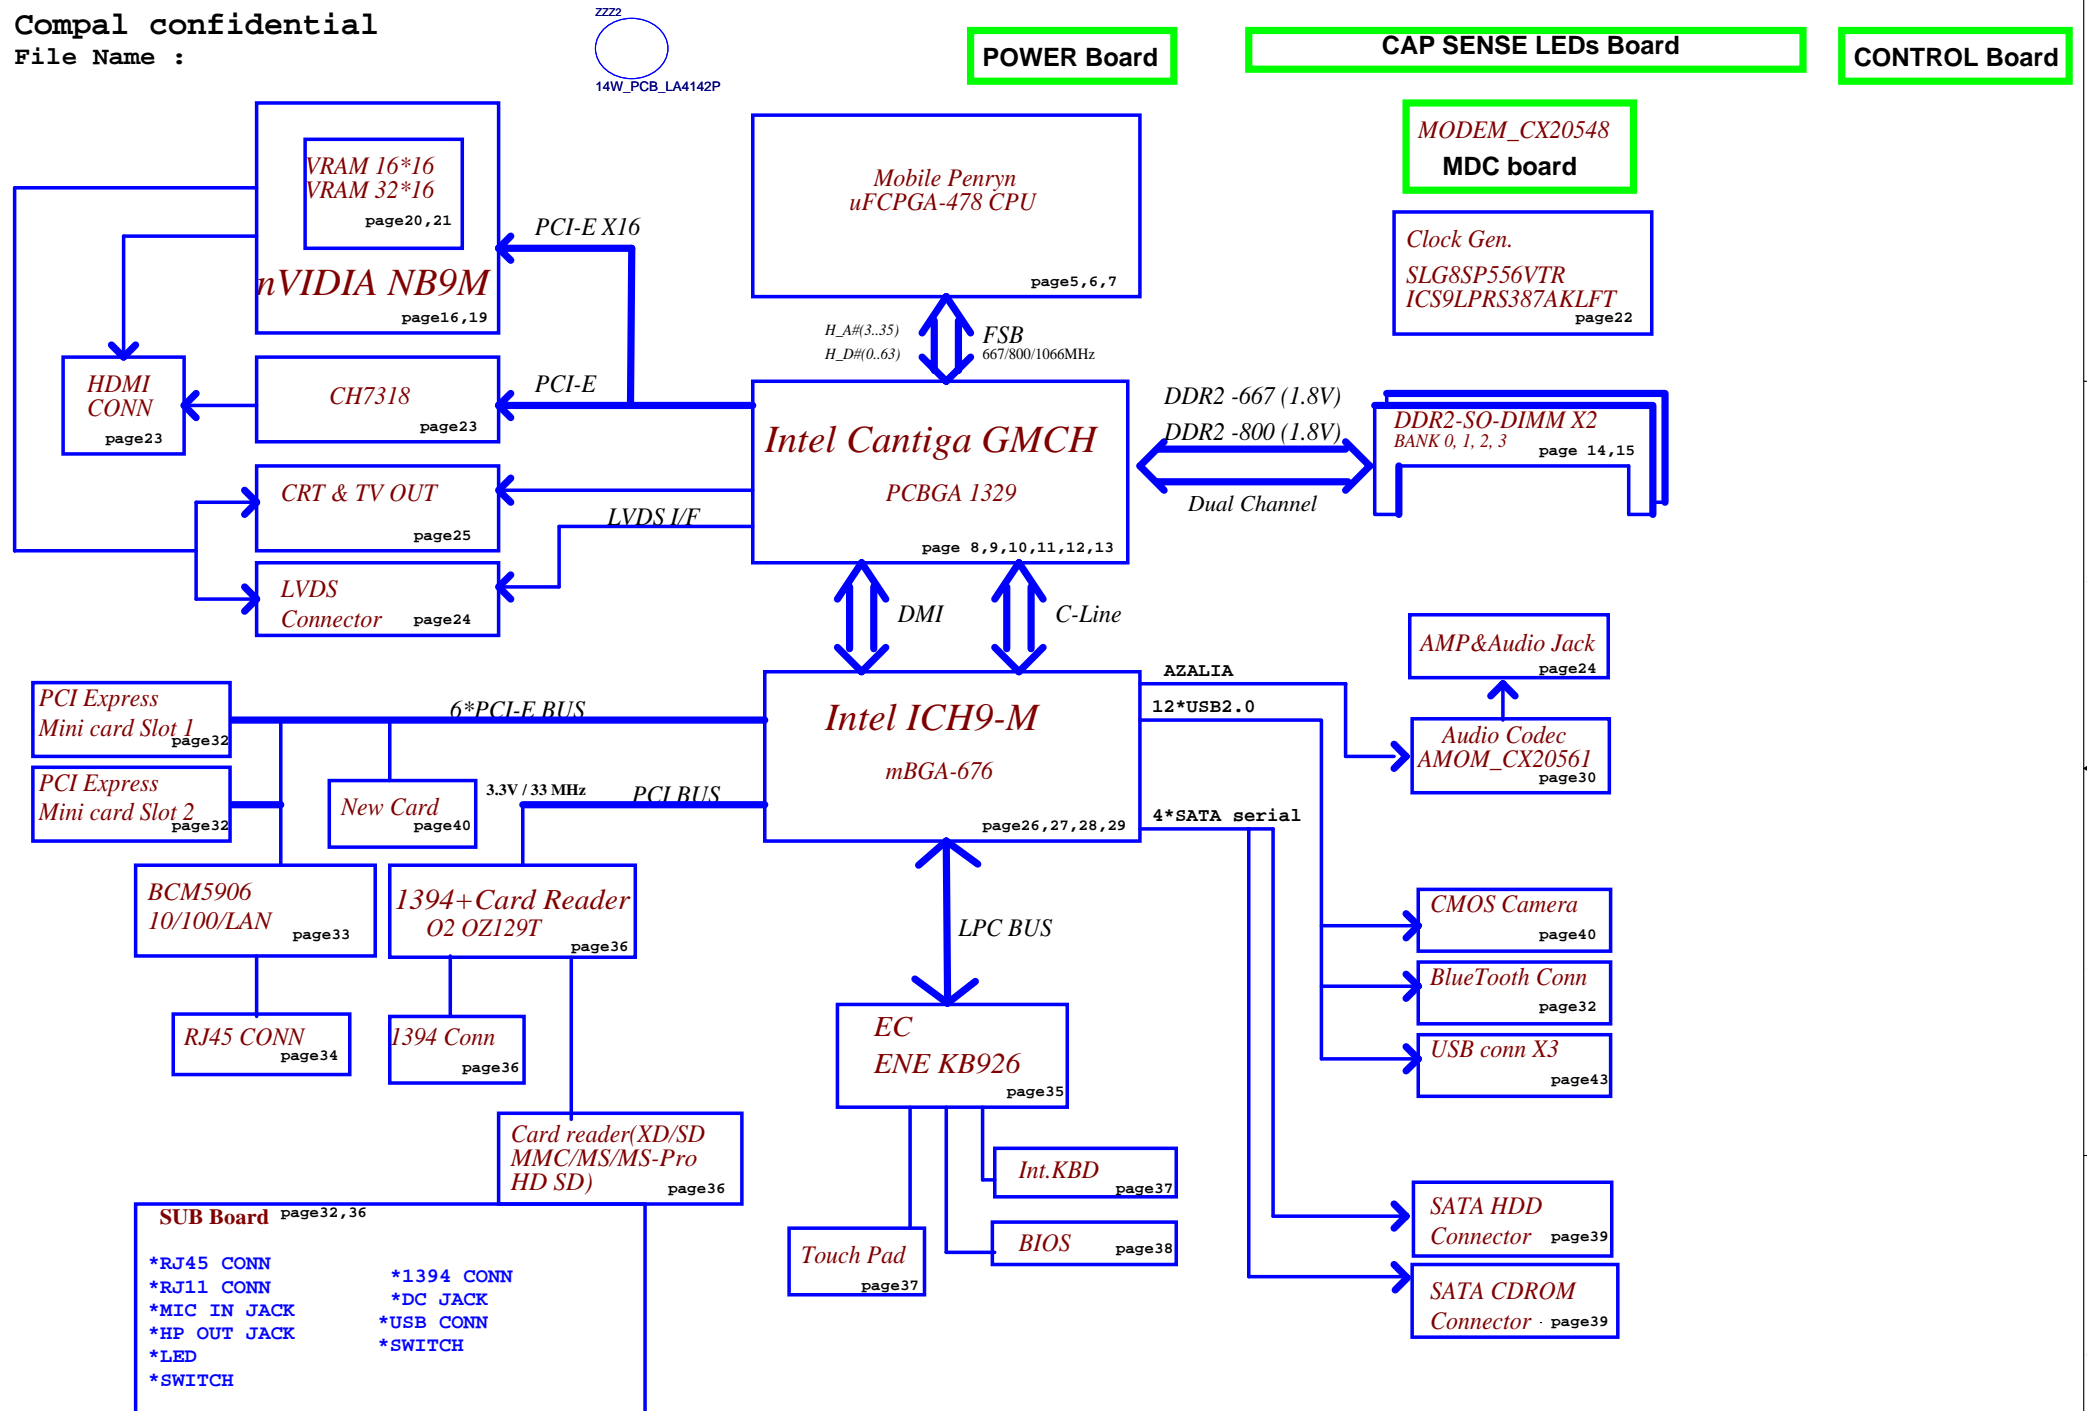 Compal confidential
File Name :
ZZZ2
14W_PCB_LA4142P
POWER Board
CAP SENSE LEDs Board
CONTROL Board
MODEM_CX20548
MDC board
VRAM 16*16
VRAM 32*16
page20,21
nVIDIA NB9M
page16,19
PCI-E X16
Mobile Penryn
uFCPGA-478 CPU
page5,6,7
Clock Gen.
SLG8SP556VTR
ICS9LPRS387AKLFT
page22
H_A#(3..35)
H_D#(0..63)
FSB
667/800/1066MHz
HDMI
CONN
page23
CH7318
page23
PCI-E
Intel Cantiga GMCH
PCBGA 1329
page 8,9,10,11,12,13
DDR2 -667 (1.8V)
DDR2 -800 (1.8V)
Dual Channel
DDR2-SO-DIMM X2
BANK 0, 1, 2, 3
page 14,15
CRT & TV OUT
page25
LVDS I/F
LVDS
Connector
page24
DMI
C-Line
AMP&Audio Jack
page24
PCI Express
Mini card Slot 1
page32
6*PCI-E BUS
Intel ICH9-M
mBGA-676
page26,27,28,29
AZALIA
12*USB2.0
4*SATA serial
Audio Codec
AMOM_CX20561
page30
PCI Express
Mini card Slot 2
page32
New Card
page40
3.3V / 33 MHz
PCI BUS
BCM5906
10/100/LAN
page33
1394+Card Reader
O2 OZ129T
page36
LPC BUS
CMOS Camera
page40
BlueTooth Conn
page32
USB conn X3
page43
RJ45 CONN
page34
1394 Conn
page36
EC
ENE KB926
page35
Card reader(XD/SD
MMC/MS/MS-Pro
HD SD)
page36
Int.KBD
page37
BIOS
page38
Touch Pad
page37
SATA HDD
Connector
page39
SATA CDROM
Connector
page39
SUB Board
page32,36
*RJ45 CONN
*RJ11 CONN
*MIC IN JACK
*HP OUT JACK
*LED
*SWITCH
*1394 CONN
*DC JACK
*USB CONN
*SWITCH